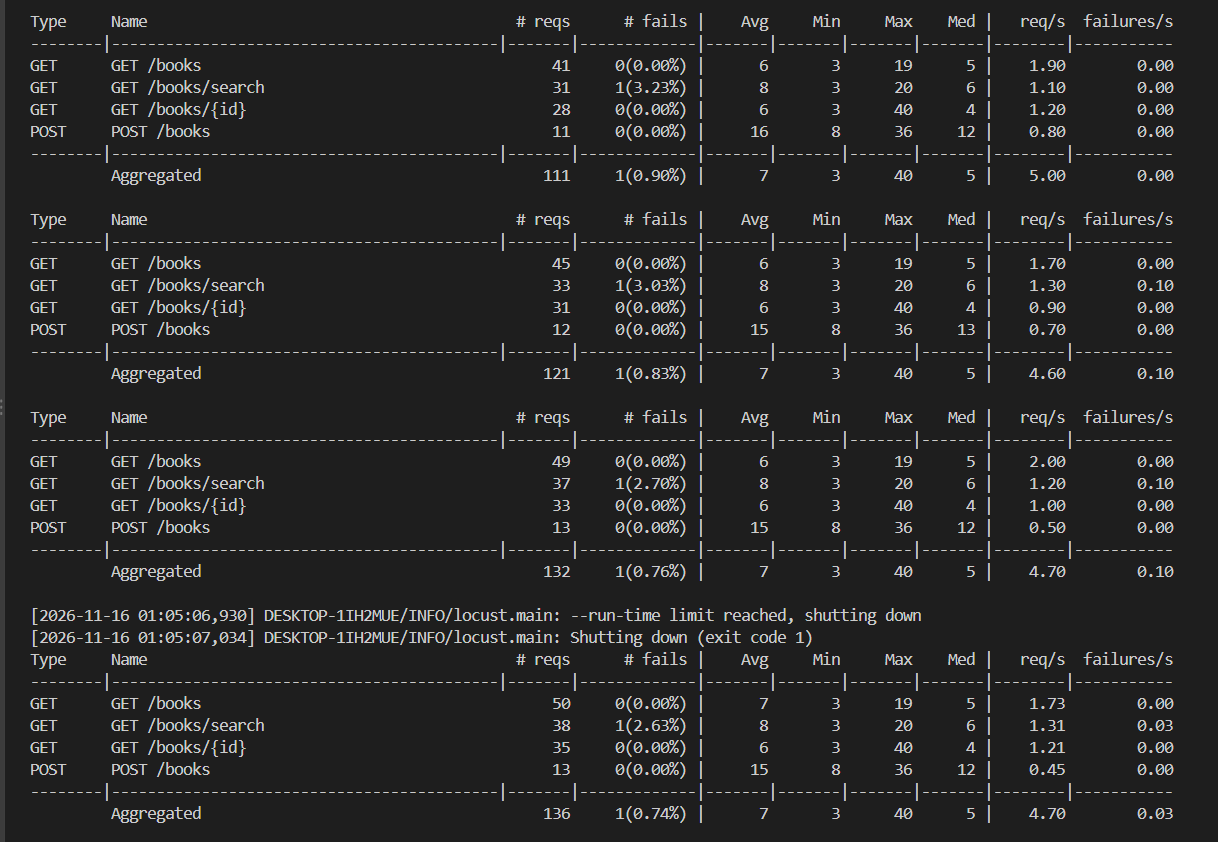 Type     Name                                          # reqs      # fails |    Avg     Min     Max    Med |   req/s  failures/s
--------|-------------------------------------------|-------|-------------|-------|-------|-------|-------|--------|-----------
GET      GET /books                                        41     0(0.00%) |      6       3      19      5 |    1.90        0.00
GET      GET /books/search                                 31     1(3.23%) |      8       3      20      6 |    1.10        0.00
GET      GET /books/{id}                                   28     0(0.00%) |      6       3      40      4 |    1.20        0.00
POST     POST /books                                       11     0(0.00%) |     16       8      36     12 |    0.80        0.00
--------|-------------------------------------------|-------|-------------|-------|-------|-------|-------|--------|-----------
         Aggregated                                       111     1(0.90%) |      7       3      40      5 |    5.00        0.00

Type     Name                                          # reqs      # fails |    Avg     Min     Max    Med |   req/s  failures/s
--------|-------------------------------------------|-------|-------------|-------|-------|-------|-------|--------|-----------
GET      GET /books                                        45     0(0.00%) |      6       3      19      5 |    1.70        0.00
GET      GET /books/search                                 33     1(3.03%) |      8       3      20      6 |    1.30        0.10
GET      GET /books/{id}                                   31     0(0.00%) |      6       3      40      4 |    0.90        0.00
POST     POST /books                                       12     0(0.00%) |     15       8      36     13 |    0.70        0.00
--------|-------------------------------------------|-------|-------------|-------|-------|-------|-------|--------|-----------
         Aggregated                                       121     1(0.83%) |      7       3      40      5 |    4.60        0.10

Type     Name                                          # reqs      # fails |    Avg     Min     Max    Med |   req/s  failures/s
--------|-------------------------------------------|-------|-------------|-------|-------|-------|-------|--------|-----------
GET      GET /books                                        49     0(0.00%) |      6       3      19      5 |    2.00        0.00
GET      GET /books/search                                 37     1(2.70%) |      8       3      20      6 |    1.20        0.10
GET      GET /books/{id}                                   33     0(0.00%) |      6       3      40      4 |    1.00        0.00
POST     POST /books                                       13     0(0.00%) |     15       8      36     12 |    0.50        0.00
--------|-------------------------------------------|-------|-------------|-------|-------|-------|-------|--------|-----------
         Aggregated                                       132     1(0.76%) |      7       3      40      5 |    4.70        0.10

[2026-11-16 01:05:06,930] DESKTOP-1IH2MUE/INFO/locust.main: --run-time limit reached, shutting down
[2026-11-16 01:05:07,034] DESKTOP-1IH2MUE/INFO/locust.main: Shutting down (exit code 1)
Type     Name                                          # reqs      # fails |    Avg     Min     Max    Med |   req/s  failures/s
--------|-------------------------------------------|-------|-------------|-------|-------|-------|-------|--------|-----------
GET      GET /books                                        50     0(0.00%) |      7       3      19      5 |    1.73        0.00
GET      GET /books/search                                 38     1(2.63%) |      8       3      20      6 |    1.31        0.03
GET      GET /books/{id}                                   35     0(0.00%) |      6       3      40      4 |    1.21        0.00
POST     POST /books                                       13     0(0.00%) |     15       8      36     12 |    0.45        0.00
--------|-------------------------------------------|-------|-------------|-------|-------|-------|-------|--------|-----------
         Aggregated                                       136     1(0.74%) |      7       3      40      5 |    4.70        0.03